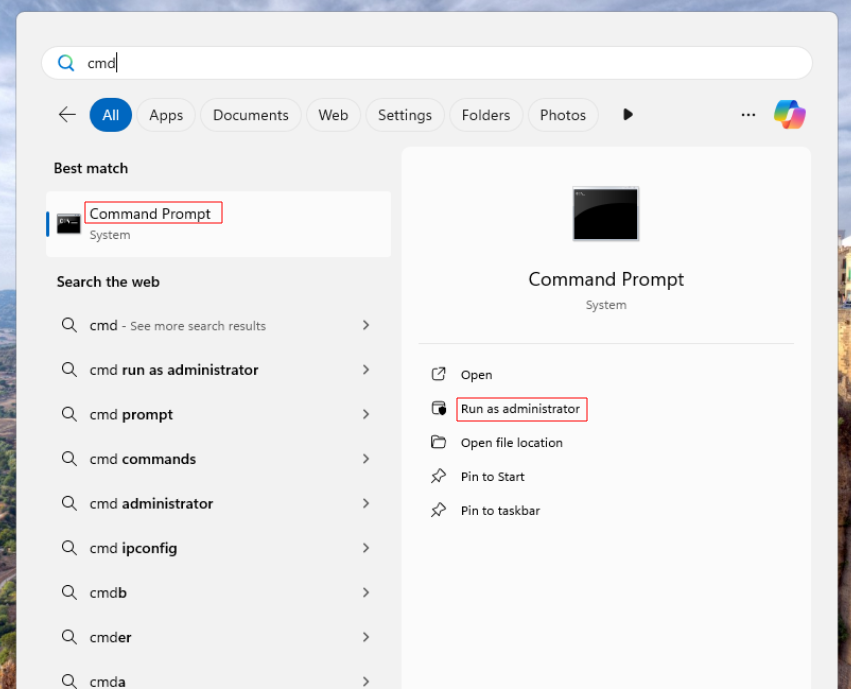 cmd
All
Apps
Documents
Web
Settings
Folders
Photos
Best match
Command Prompt
System
Search the web
cmd - See more search results
cmd run as administrator
cmd prompt
cmd commands
cmd administrator
cmd ipconfig
cmdb
cmder
cmda
Command Prompt
System
Open
Run as administrator
Open file location
Pin to Start
Pin to taskbar